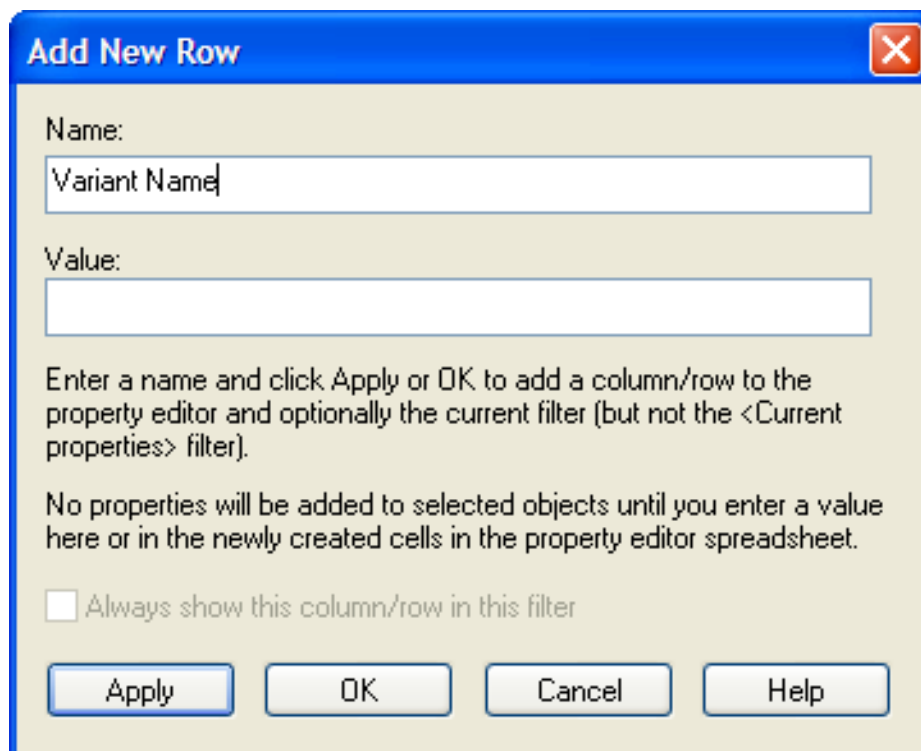 Add New Row
Name:
Variant Name
Value:
Enter a name and click Apply or OK to add a column/row to the
property editor and optionally the current filter (but not the <Current
properties> filter).
No properties will be added to selected objects until you enter a value
here or in the newly created cells in the property editor spreadsheet.
Always show this column/row in this filter
Apply OK Cancel Help